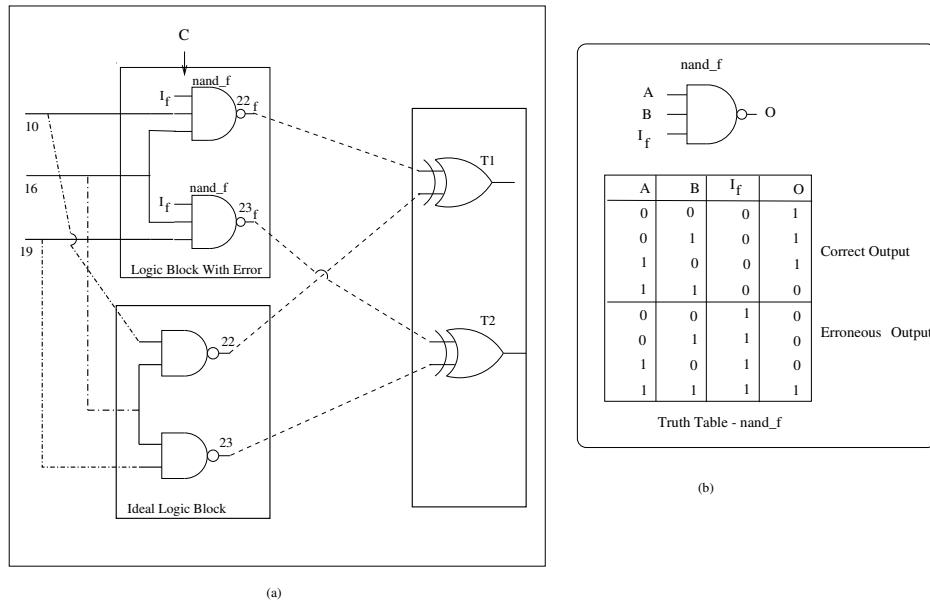 C
nand_f
I_f
22_f
10
T1
16
nand_f
I_f
23_f
19
Logic Block With Error
T2
22
23
Ideal Logic Block
(a)
nand_f
A
B
I_f
O
A B I_f O
0 0 0 1
0 1 0 1
1 0 0 1
1 1 0 0
Correct Output
0 0 1 0
0 1 1 0
1 0 1 0
1 1 1 1
Erroneous Output
Truth Table - nand_f
(b)